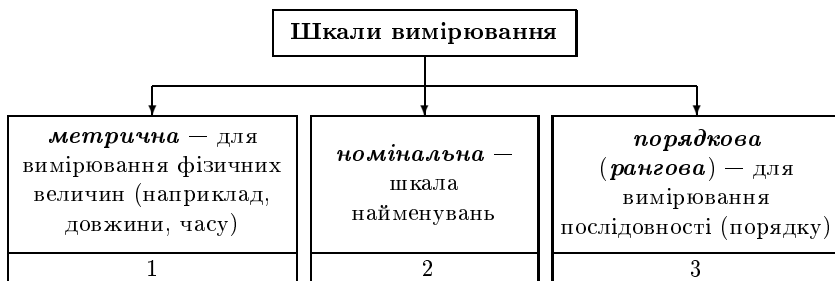 Шкали вимірювання
метрична — для
вимірювання фізичних
величин (наприклад,
довжини, часу)
1
номінальна —
шкала
найменувань
2
порядкова
(рангова) — для
вимірювання
послідовності (порядку)
3